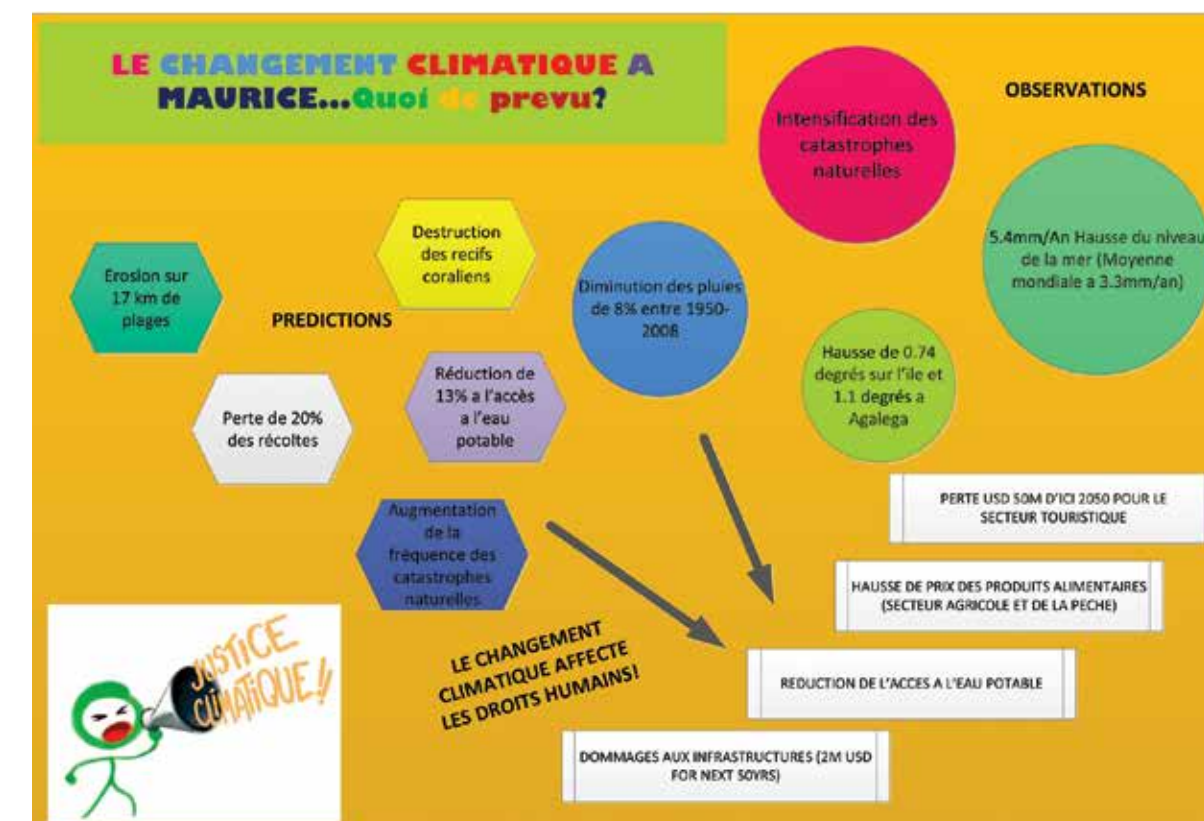 LE CHANGEMENT CLIMATIQUE A
MAURICE...Quoi de prevu?
OBSERVATIONS
Intensification des
catastrophes
naturelles
5.4mm/An Hausse du niveau
de la mer (Moyenne
mondiale a 3.3mm/an)
Diminution des pluies
de 8% entre 1950-
2008
Hausse de 0.74
degrés sur l'ile et
1.1 degrés a
Agalega
PREDICTIONS
Destruction
des recifs
coraliens
Erosion sur
17 km de
plages
Réduction de
13% a l'accès
a l'eau
potable
Perte de 20%
des récoltes
Augmentation
de la
fréquence des
catastrophes
naturelles
PERTE USD 50M D'ICI 2050 POUR LE
SECTEUR TOURISTIQUE
HAUSSE DE PRIX DES PRODUITS ALIMENTAIRES
(SECTEUR AGRICOLE ET DE LA PECHE)
REDUCTION DE L'ACCES A L'EAU POTABLE
DOMMAGES AUX INFRASTRUCTURES (2M USD
FOR NEXT 50YRS)
LE CHANGEMENT
CLIMATIQUE AFFECTE
LES DROITS HUMAINS!
JUSTICE
CLIMATIQUE!!